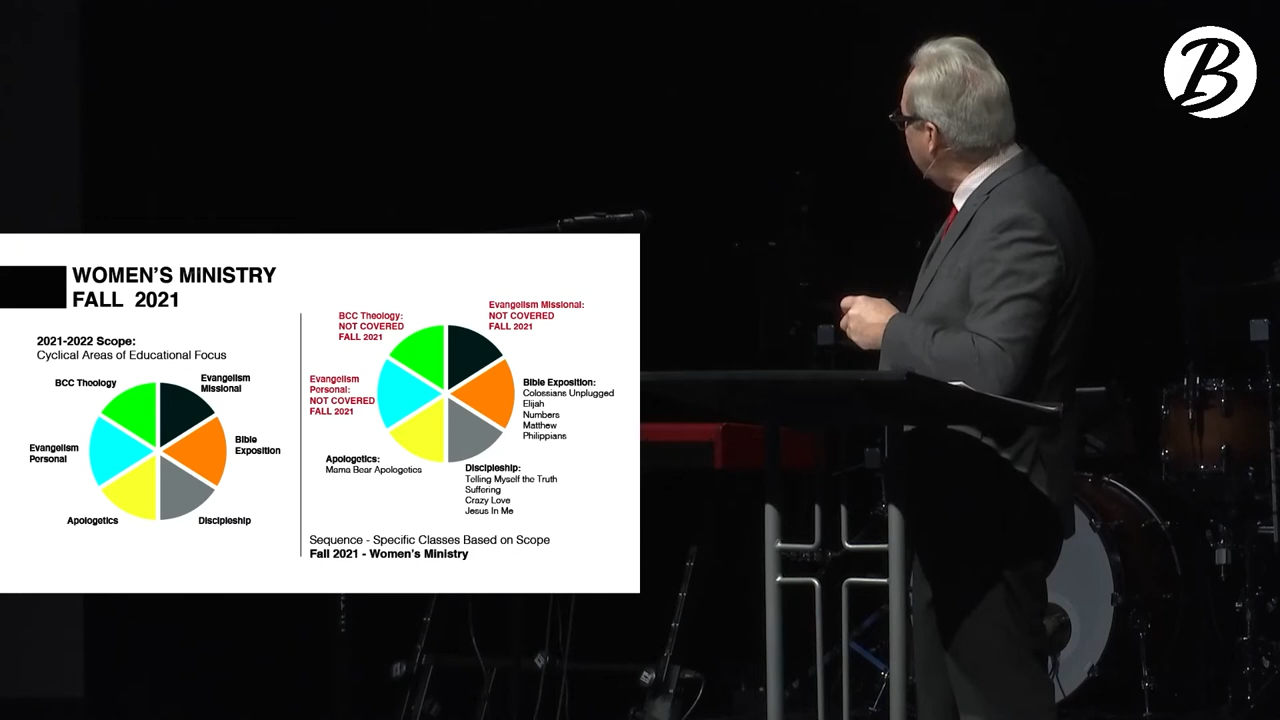 B
WOMEN'S MINISTRY
FALL 2021
2021-2022 Scope:
Cyclical Areas of Educational Focus
BCC Theology
Evangelism
Missional
Evangelism
Personal
Bible
Exposition
Apologetics
Discipleship
BCC Theology:
NOT COVERED
FALL 2021
Evangelism Missional:
NOT COVERED
FALL 2021
Evangelism
Personal:
NOT COVERED
FALL 2021
Bible Exposition:
Colossians Unplugged
Elijah
Numbers
Matthew
Philippians
Apologetics:
Mama Bear Apologetics
Discipleship:
Telling Myself the Truth
Suffering
Crazy Love
Jesus In Me
Sequence - Specific Classes Based on Scope
Fall 2021 - Women's Ministry